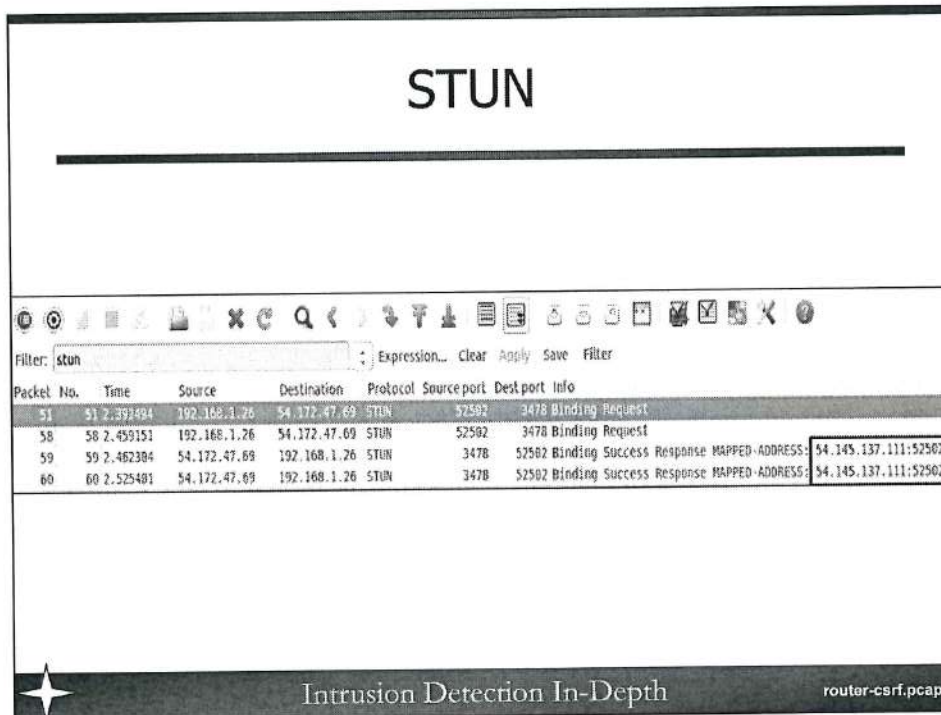 STUN
Filter: stun Expression... Clear Apply Save Filter
Packet No. Time Source Destination Protocol Source port Dest port Info
51 51 2.392494 192.168.1.26 54.172.47.69 STUN 52502 3478 Binding Request
58 58 2.459151 192.168.1.26 54.172.47.69 STUN 52502 3478 Binding Request
59 59 2.462304 54.172.47.69 192.168.1.26 STUN 3478 52502 Binding Success Response MAPPED-ADDRESS: 54.145.137.111:52502
60 60 2.525401 54.172.47.69 192.168.1.26 STUN 3478 52502 Binding Success Response MAPPED-ADDRESS: 54.145.137.111:52502
Intrusion Detection In-Depth
router-csrf.pcap